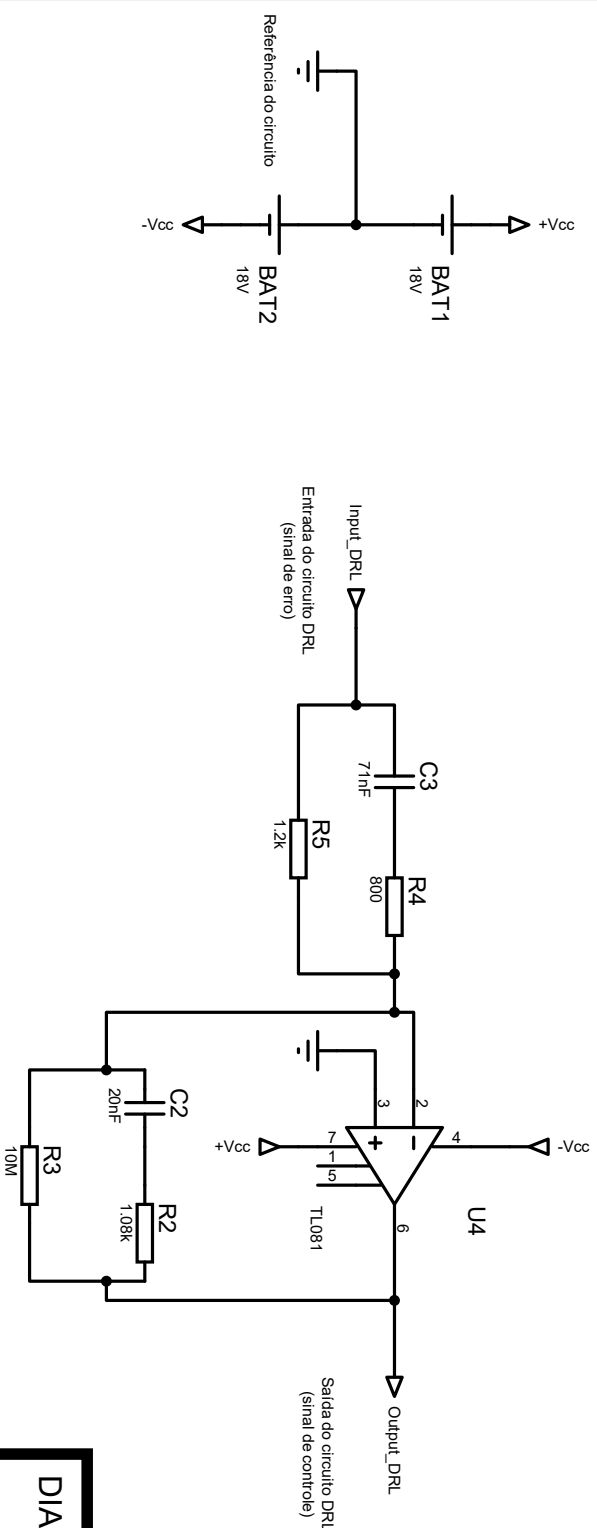 Referência do circuito
+Vcc
BAT1
18V
BAT2
18V
-Vcc
Input_DRL
Entrada do circuito DRL
(sinal de erro)
C3
71nF
R4
800
R5
1.2k
U4
-Vcc
4
2
3
7
1
5
6
+Vcc
TL081
C2
20nF
R2
1.08k
R3
10M
Output_DRL
Saída do circuito DRL
(sinal de controle)
DIA